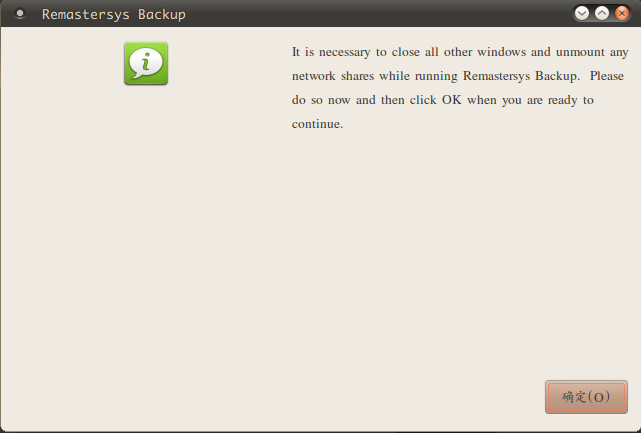 Remastersys Backup
It is necessary to close all other windows and unmount any
network shares while running Remastersys Backup.  Please
do so now and then click OK when you are ready to
continue.
确定(O)